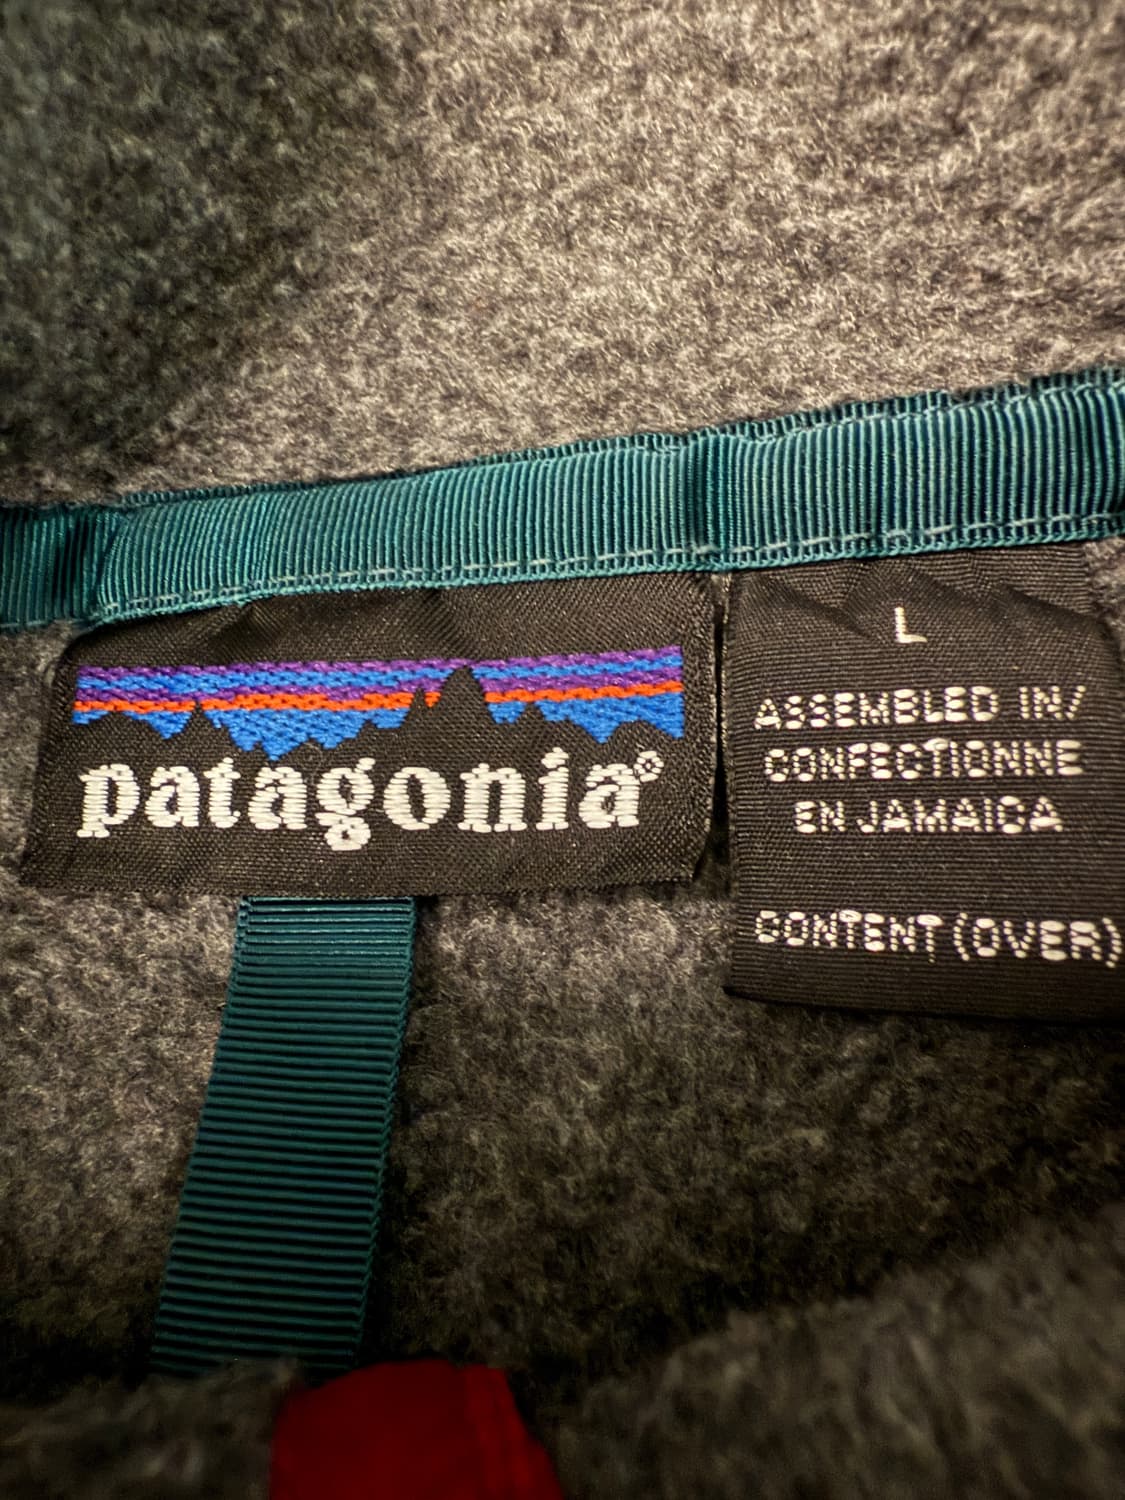 patagonia®
L
ASSEMBLED IN/
CONFECTIONNE
EN JAMAICA
CONTENT (OVER)